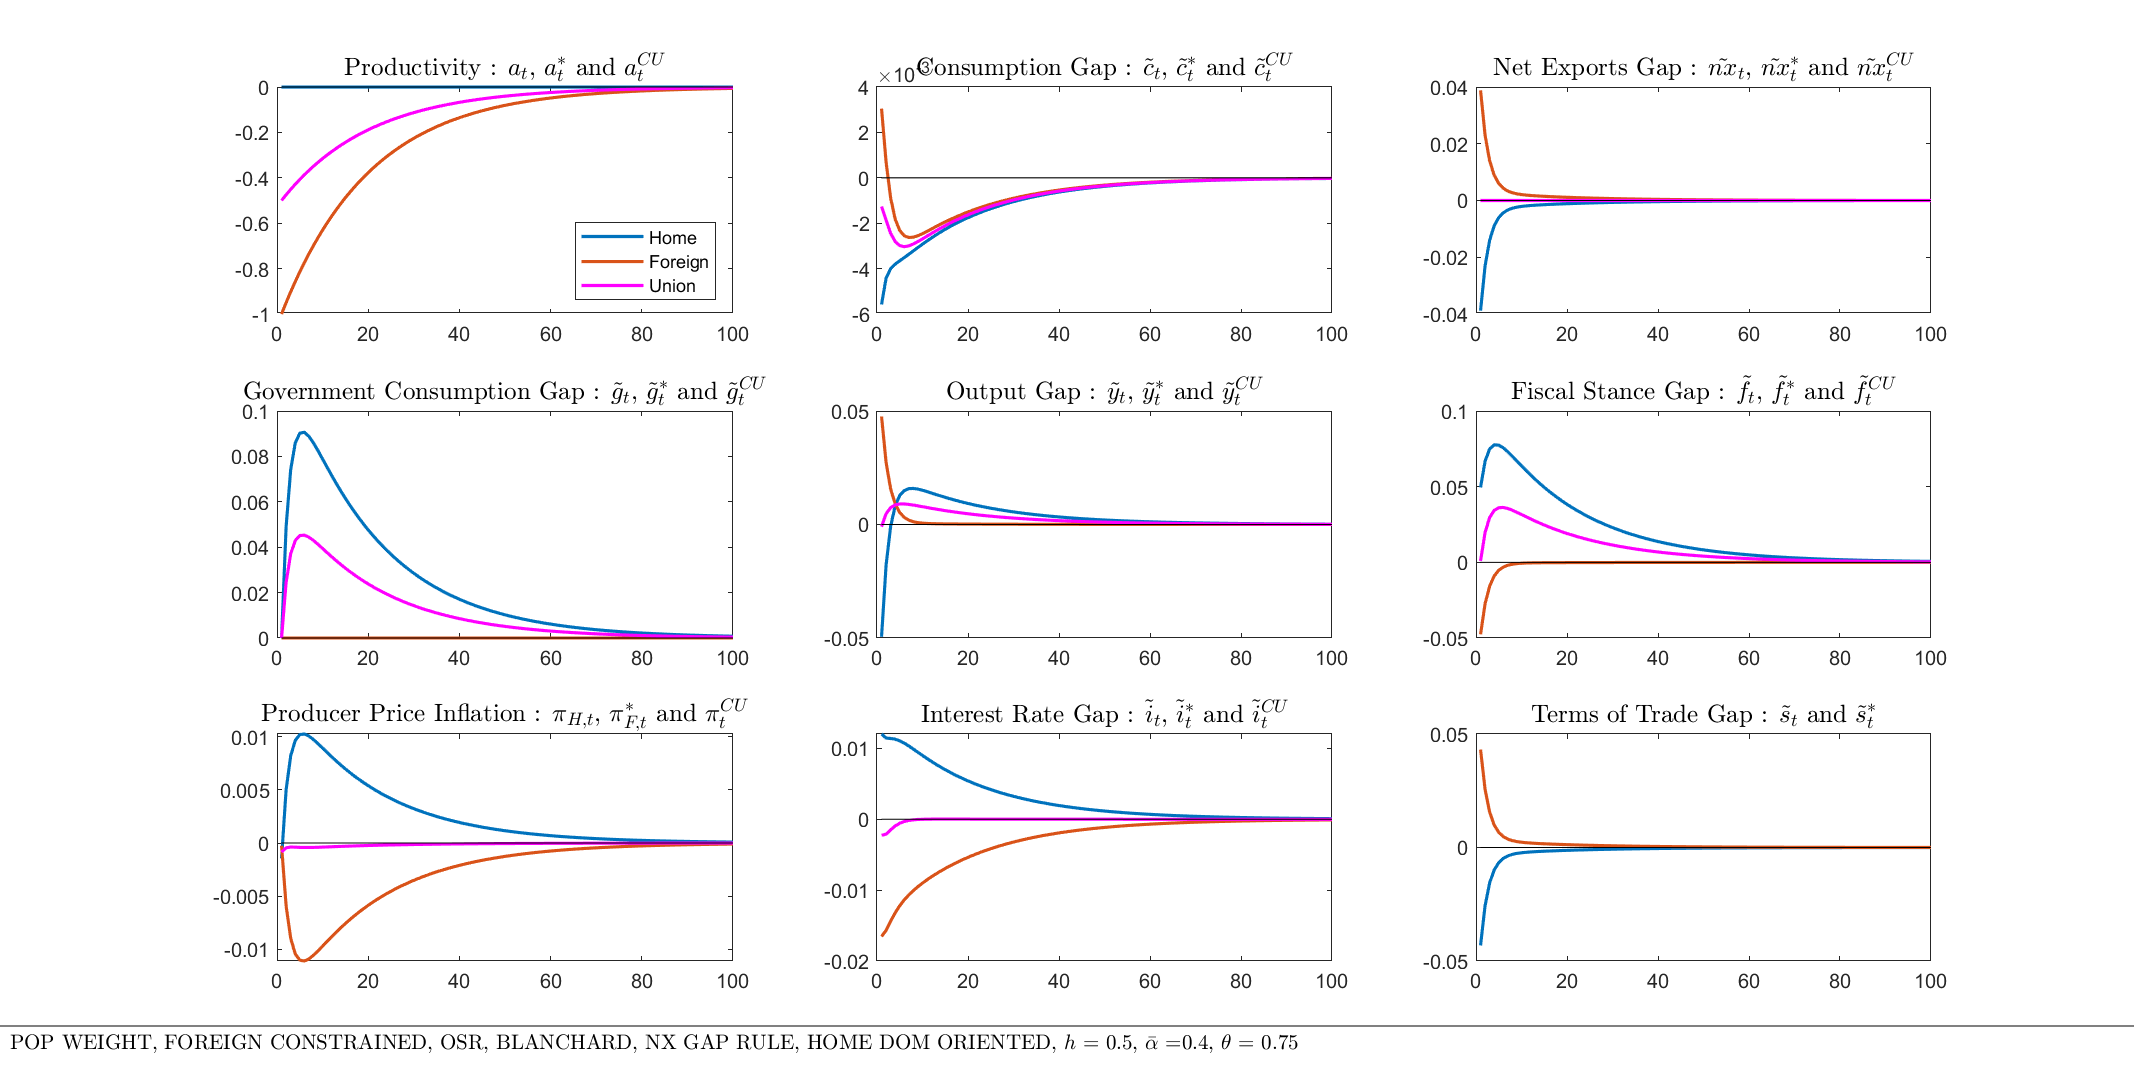 Productivity : a_t, a_t^* and a_t^{CU}
0
-0.2
-0.4
-0.6
-0.8
-1
0 20 40 60 80 100
Home
Foreign
Union
Consumption Gap : c̃_t, c̃_t^* and c̃_t^{CU}
4
2
0
-2
-4
-6
0 20 40 60 80 100
Net Exports Gap : ñx_t, ñx_t^* and ñx_t^{CU}
0.04
0.02
0
-0.02
-0.04
0 20 40 60 80 100
Government Consumption Gap : g̃_t, g̃_t^* and g̃_t^{CU}
0.1
0.08
0.06
0.04
0.02
0
0 20 40 60 80 100
Output Gap : ỹ_t, ỹ_t^* and ỹ_t^{CU}
0.05
0
-0.05
0 20 40 60 80 100
Fiscal Stance Gap : f̃_t, f̃_t^* and f̃_t^{CU}
0.1
0.05
0
-0.05
0 20 40 60 80 100
Producer Price Inflation : π_{H,t}, π_{F,t}^* and π_t^{CU}
0.01
0.005
0
-0.005
-0.01
0 20 40 60 80 100
Interest Rate Gap : ĩ_t, ĩ_t^* and ĩ_t^{CU}
0.01
0
-0.01
-0.02
0 20 40 60 80 100
Terms of Trade Gap : s̃_t and s̃_t^*
0.05
0
-0.05
0 20 40 60 80 100
POP WEIGHT, FOREIGN CONSTRAINED, OSR, BLANCHARD, NX GAP RULE, HOME DOM ORIENTED, h = 0.5, ᾱ =0.4, θ = 0.75